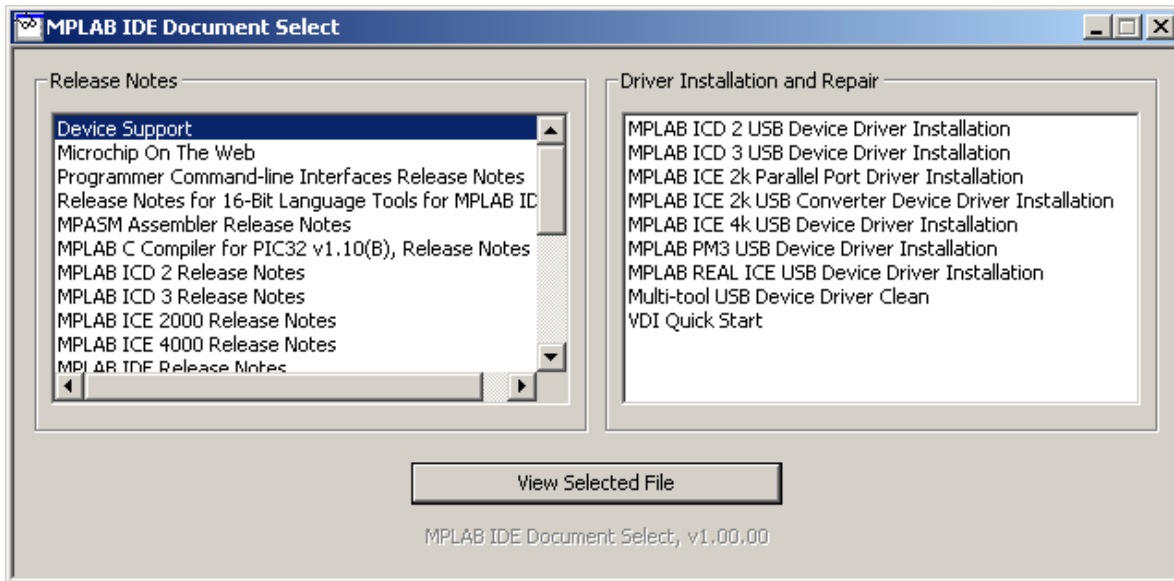 MPLAB IDE Document Select
Release Notes
Device Support
Microchip On The Web
Programmer Command-line Interfaces Release Notes
Release Notes for 16-Bit Language Tools for MPLAB ID
MPASM Assembler Release Notes
MPLAB C Compiler for PIC32 v1.10(B), Release Notes
MPLAB ICD 2 Release Notes
MPLAB ICD 3 Release Notes
MPLAB ICE 2000 Release Notes
MPLAB ICE 4000 Release Notes
MPLAB IDE Release Notes
Driver Installation and Repair
MPLAB ICD 2 USB Device Driver Installation
MPLAB ICD 3 USB Device Driver Installation
MPLAB ICE 2k Parallel Port Driver Installation
MPLAB ICE 2k USB Converter Device Driver Installation
MPLAB ICE 4k USB Device Driver Installation
MPLAB PM3 USB Device Driver Installation
MPLAB REAL ICE USB Device Driver Installation
Multi-tool USB Device Driver Clean
VDI Quick Start
View Selected File
MPLAB IDE Document Select, v1.00.00